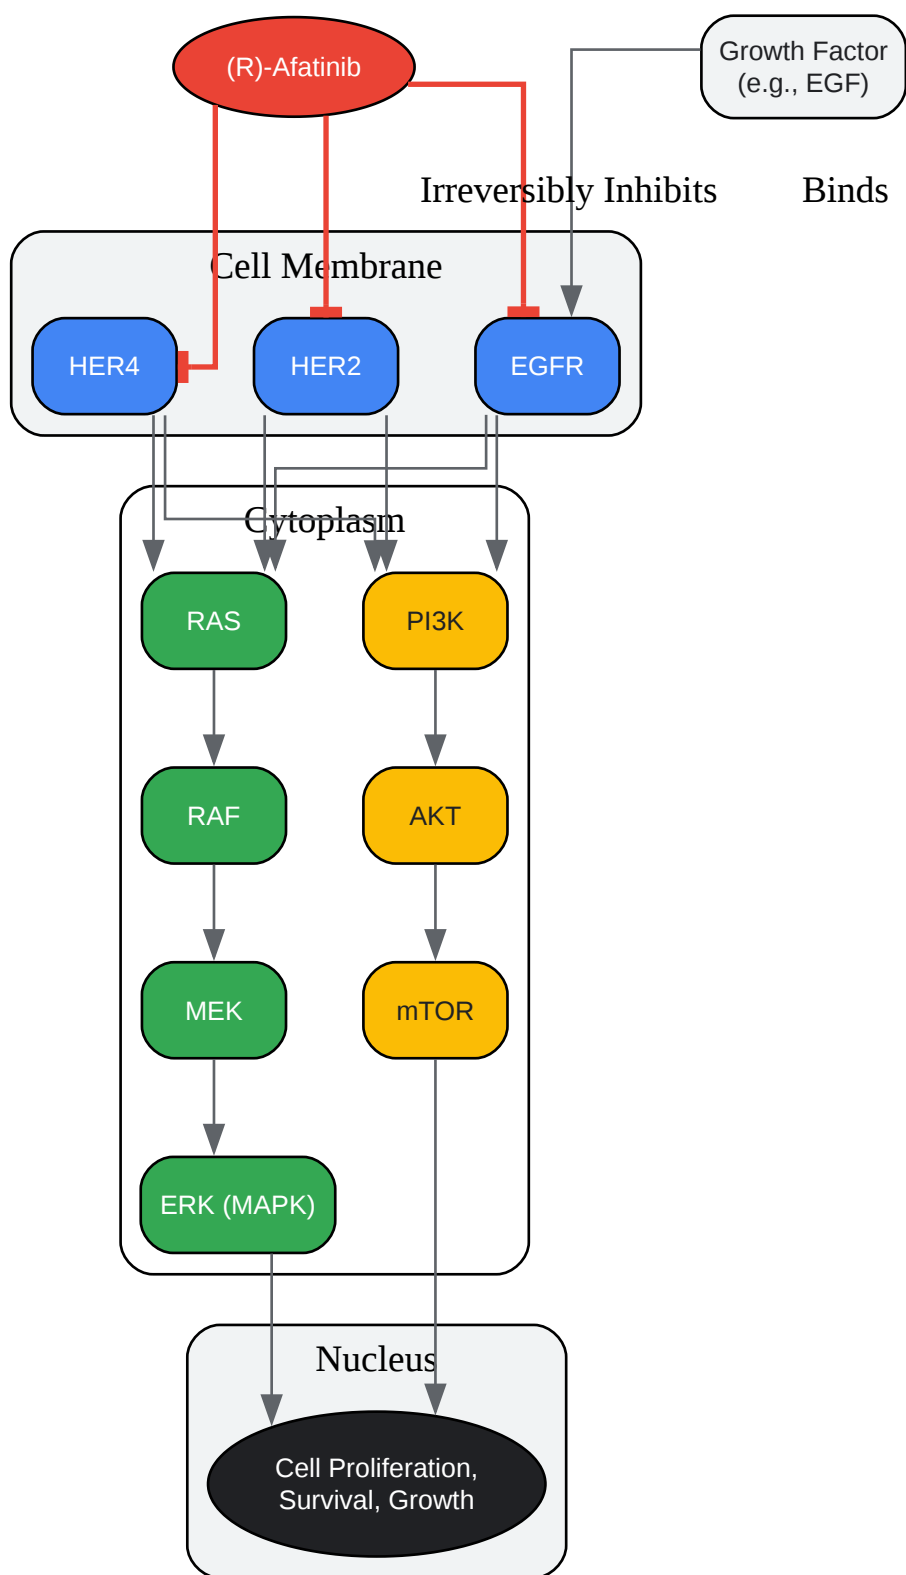 (R)-Afatinib
Growth Factor
(e.g., EGF)
Irreversibly Inhibits
Binds
Cell Membrane
HER4
HER2
EGFR
Cytoplasm
RAS
PI3K
RAF
AKT
MEK
mTOR
ERK (MAPK)
Nucleus
Cell Proliferation,
Survival, Growth